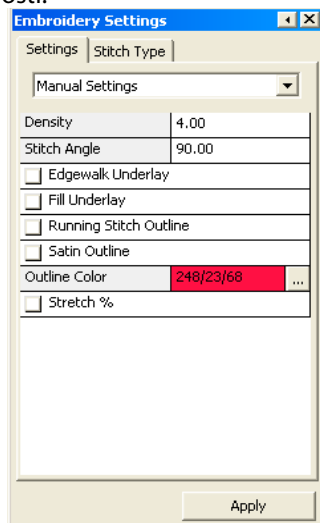 Embroidery Settings
Settings Stitch Type
Manual Settings
Density 4.00
Stitch Angle 90.00
Edgewalk Underlay
Fill Underlay
Running Stitch Outline
Satin Outline
Outline Color 248/23/68 ...
Stretch %
Apply